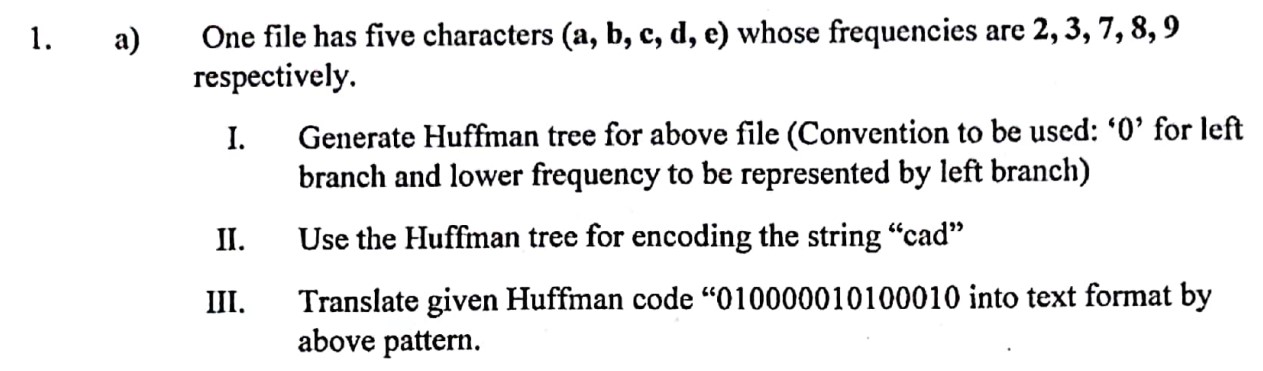 1. a) One file has five characters (a, b, c, d, e) whose frequencies are 2, 3, 7, 8, 9
respectively.
I. Generate Huffman tree for above file (Convention to be used: ‘0’ for left
branch and lower frequency to be represented by left branch)
II. Use the Huffman tree for encoding the string “cad”
III. Translate given Huffman code “010000010100010 into text format by
above pattern.